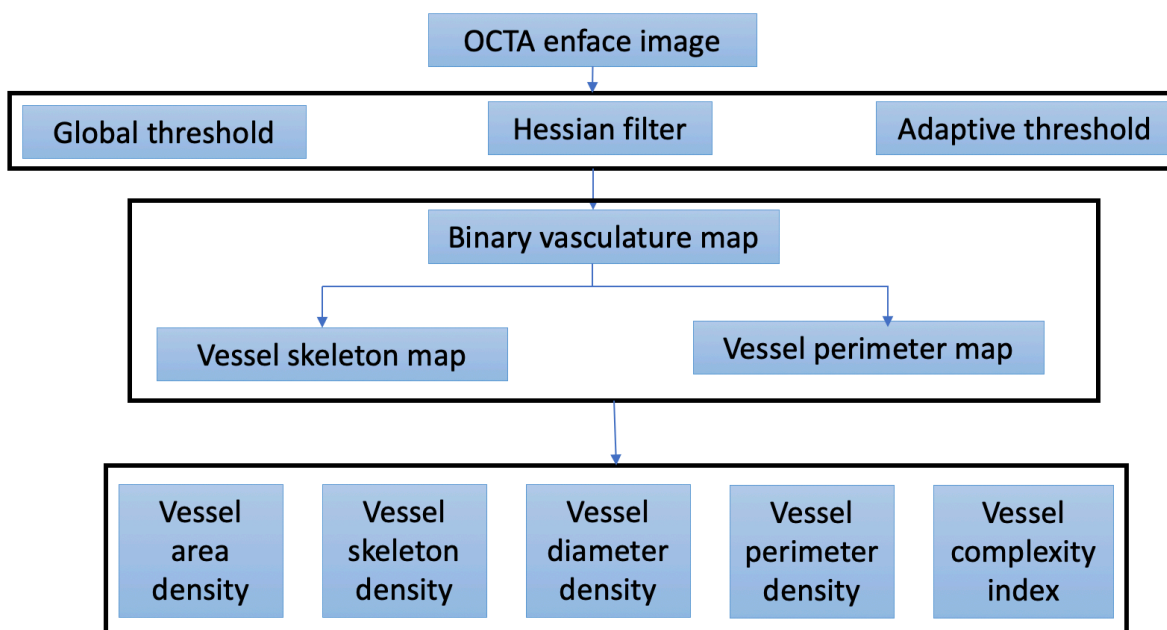 OCTA enface image
Global threshold
Hessian filter
Adaptive threshold
Binary vasculature map
Vessel skeleton map
Vessel perimeter map
Vessel
area
density
Vessel
skeleton
density
Vessel
diameter
density
Vessel
perimeter
density
Vessel
complexity
index